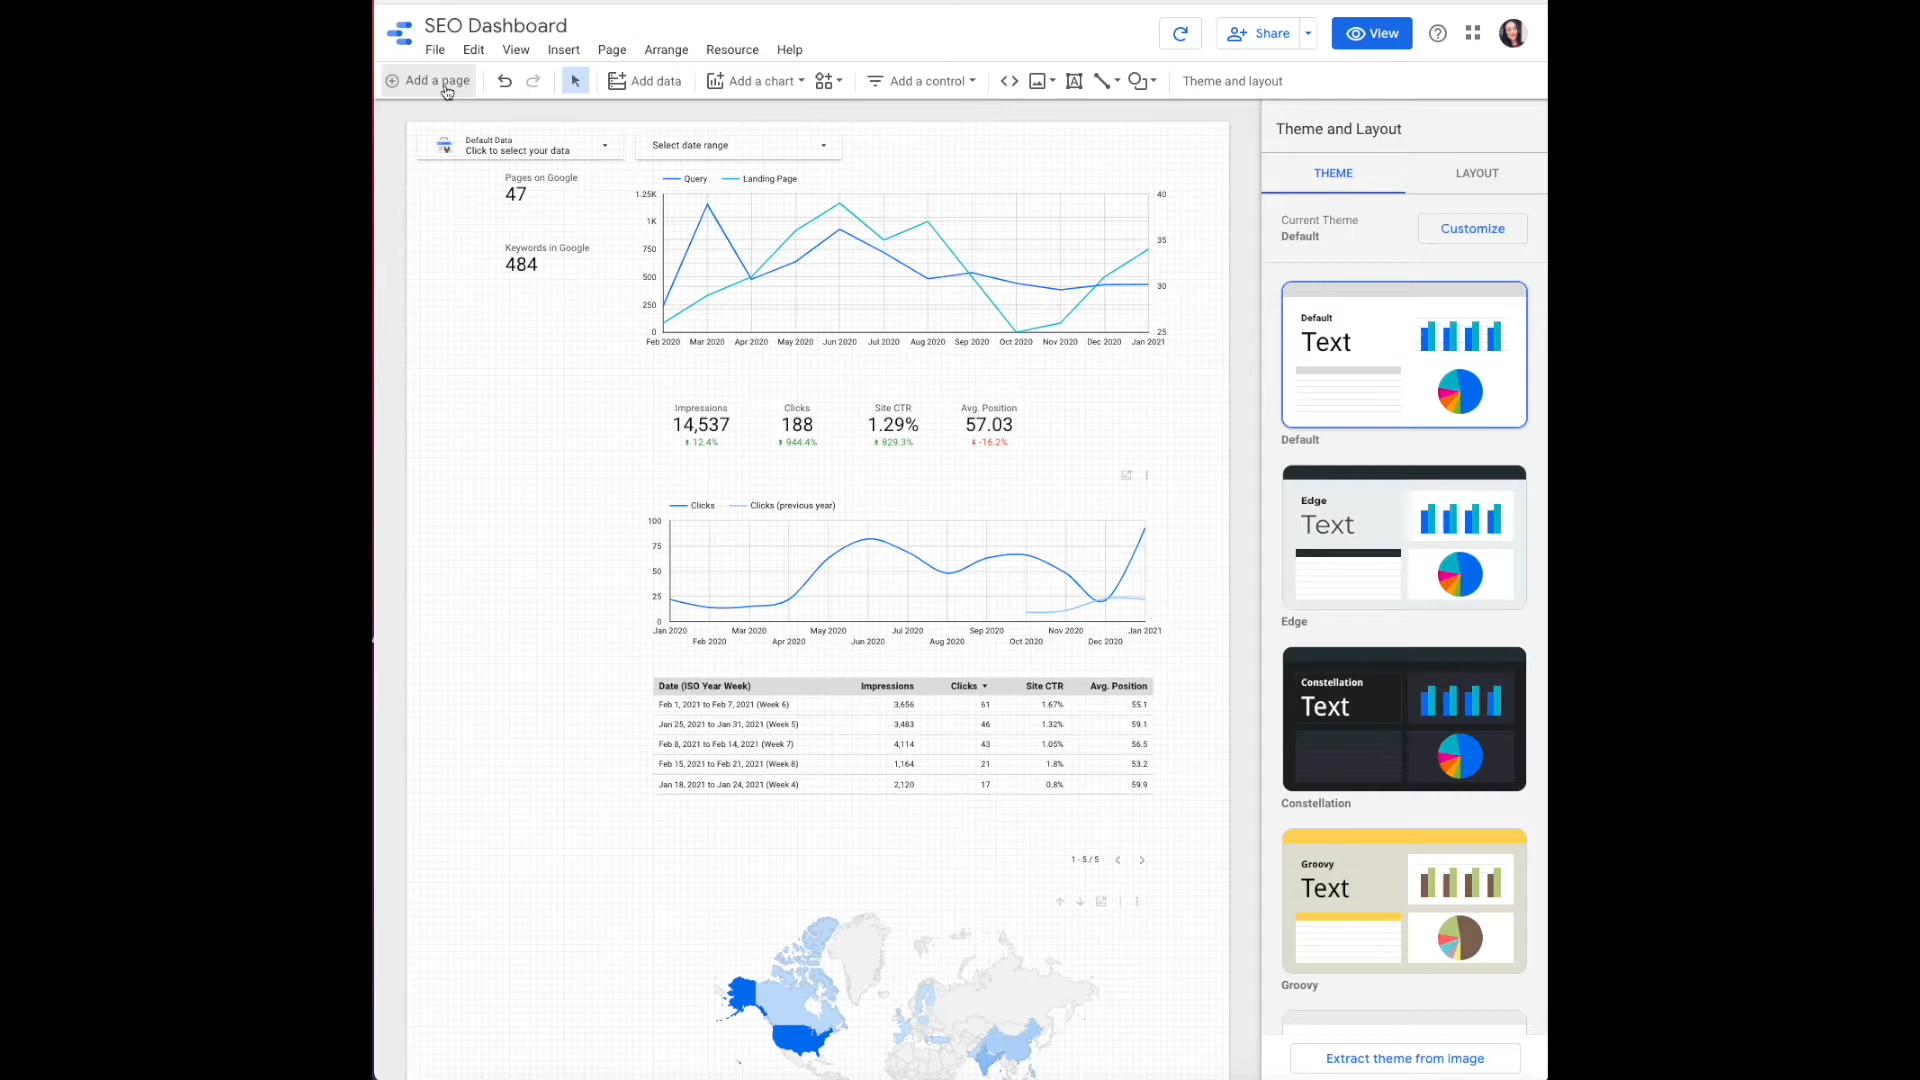 SEO Dashboard
File Edit View Insert Page Arrange Resource Help
Share
View
Add a page
Add data
Add a chart
Add a control
Theme and layout
Default Data
Click to select your data
Select date range
Pages on Google
47
Keywords in Google
484
Query Landing Page
1.25K
1K
750
500
250
0
40
35
30
25
Feb 2020 Mar 2020 Apr 2020 May 2020 Jun 2020 Jul 2020 Aug 2020 Sep 2020 Oct 2020 Nov 2020 Dec 2020 Jan 2021
Impressions Clicks Site CTR Avg. Position
14,537 188 1.29% 57.03
12.4% 944.4% 829.3% -16.2%
Clicks Clicks (previous year)
100
75
50
25
0
Jan 2020 Mar 2020 May 2020 Jul 2020 Sep 2020 Nov 2020 Jan 2021
Feb 2020 Apr 2020 Jun 2020 Aug 2020 Oct 2020 Dec 2020
Date (ISO Year Week) Impressions Clicks Site CTR Avg. Position
Feb 1, 2021 to Feb 7, 2021 (Week 6) 3,656 61 1.67% 55.1
Jan 25, 2021 to Jan 31, 2021 (Week 5) 3,483 46 1.32% 59.1
Feb 8, 2021 to Feb 14, 2021 (Week 7) 4,114 43 1.05% 56.5
Feb 15, 2021 to Feb 21, 2021 (Week 8) 1,164 21 1.8% 53.2
Jan 18, 2021 to Jan 24, 2021 (Week 4) 2,120 17 0.8% 59.9
1 - 5 / 5
Theme and Layout
THEME LAYOUT
Current Theme
Default
Customize
Default
Text
Default
Edge
Text
Edge
Constellation
Text
Constellation
Groovy
Text
Groovy
Extract theme from image